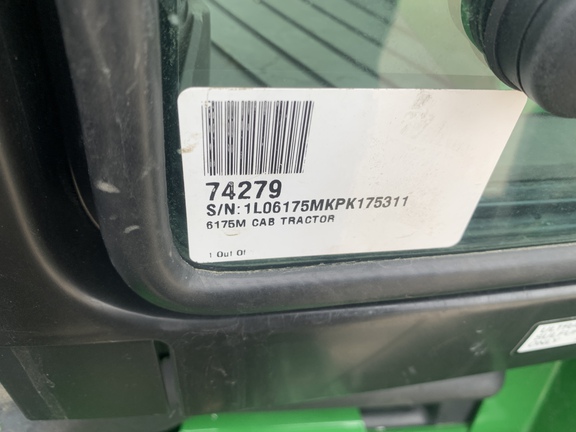 74279
S/N: 1L06175MKPK175311
6175M CAB TRACTOR
1 Out Of